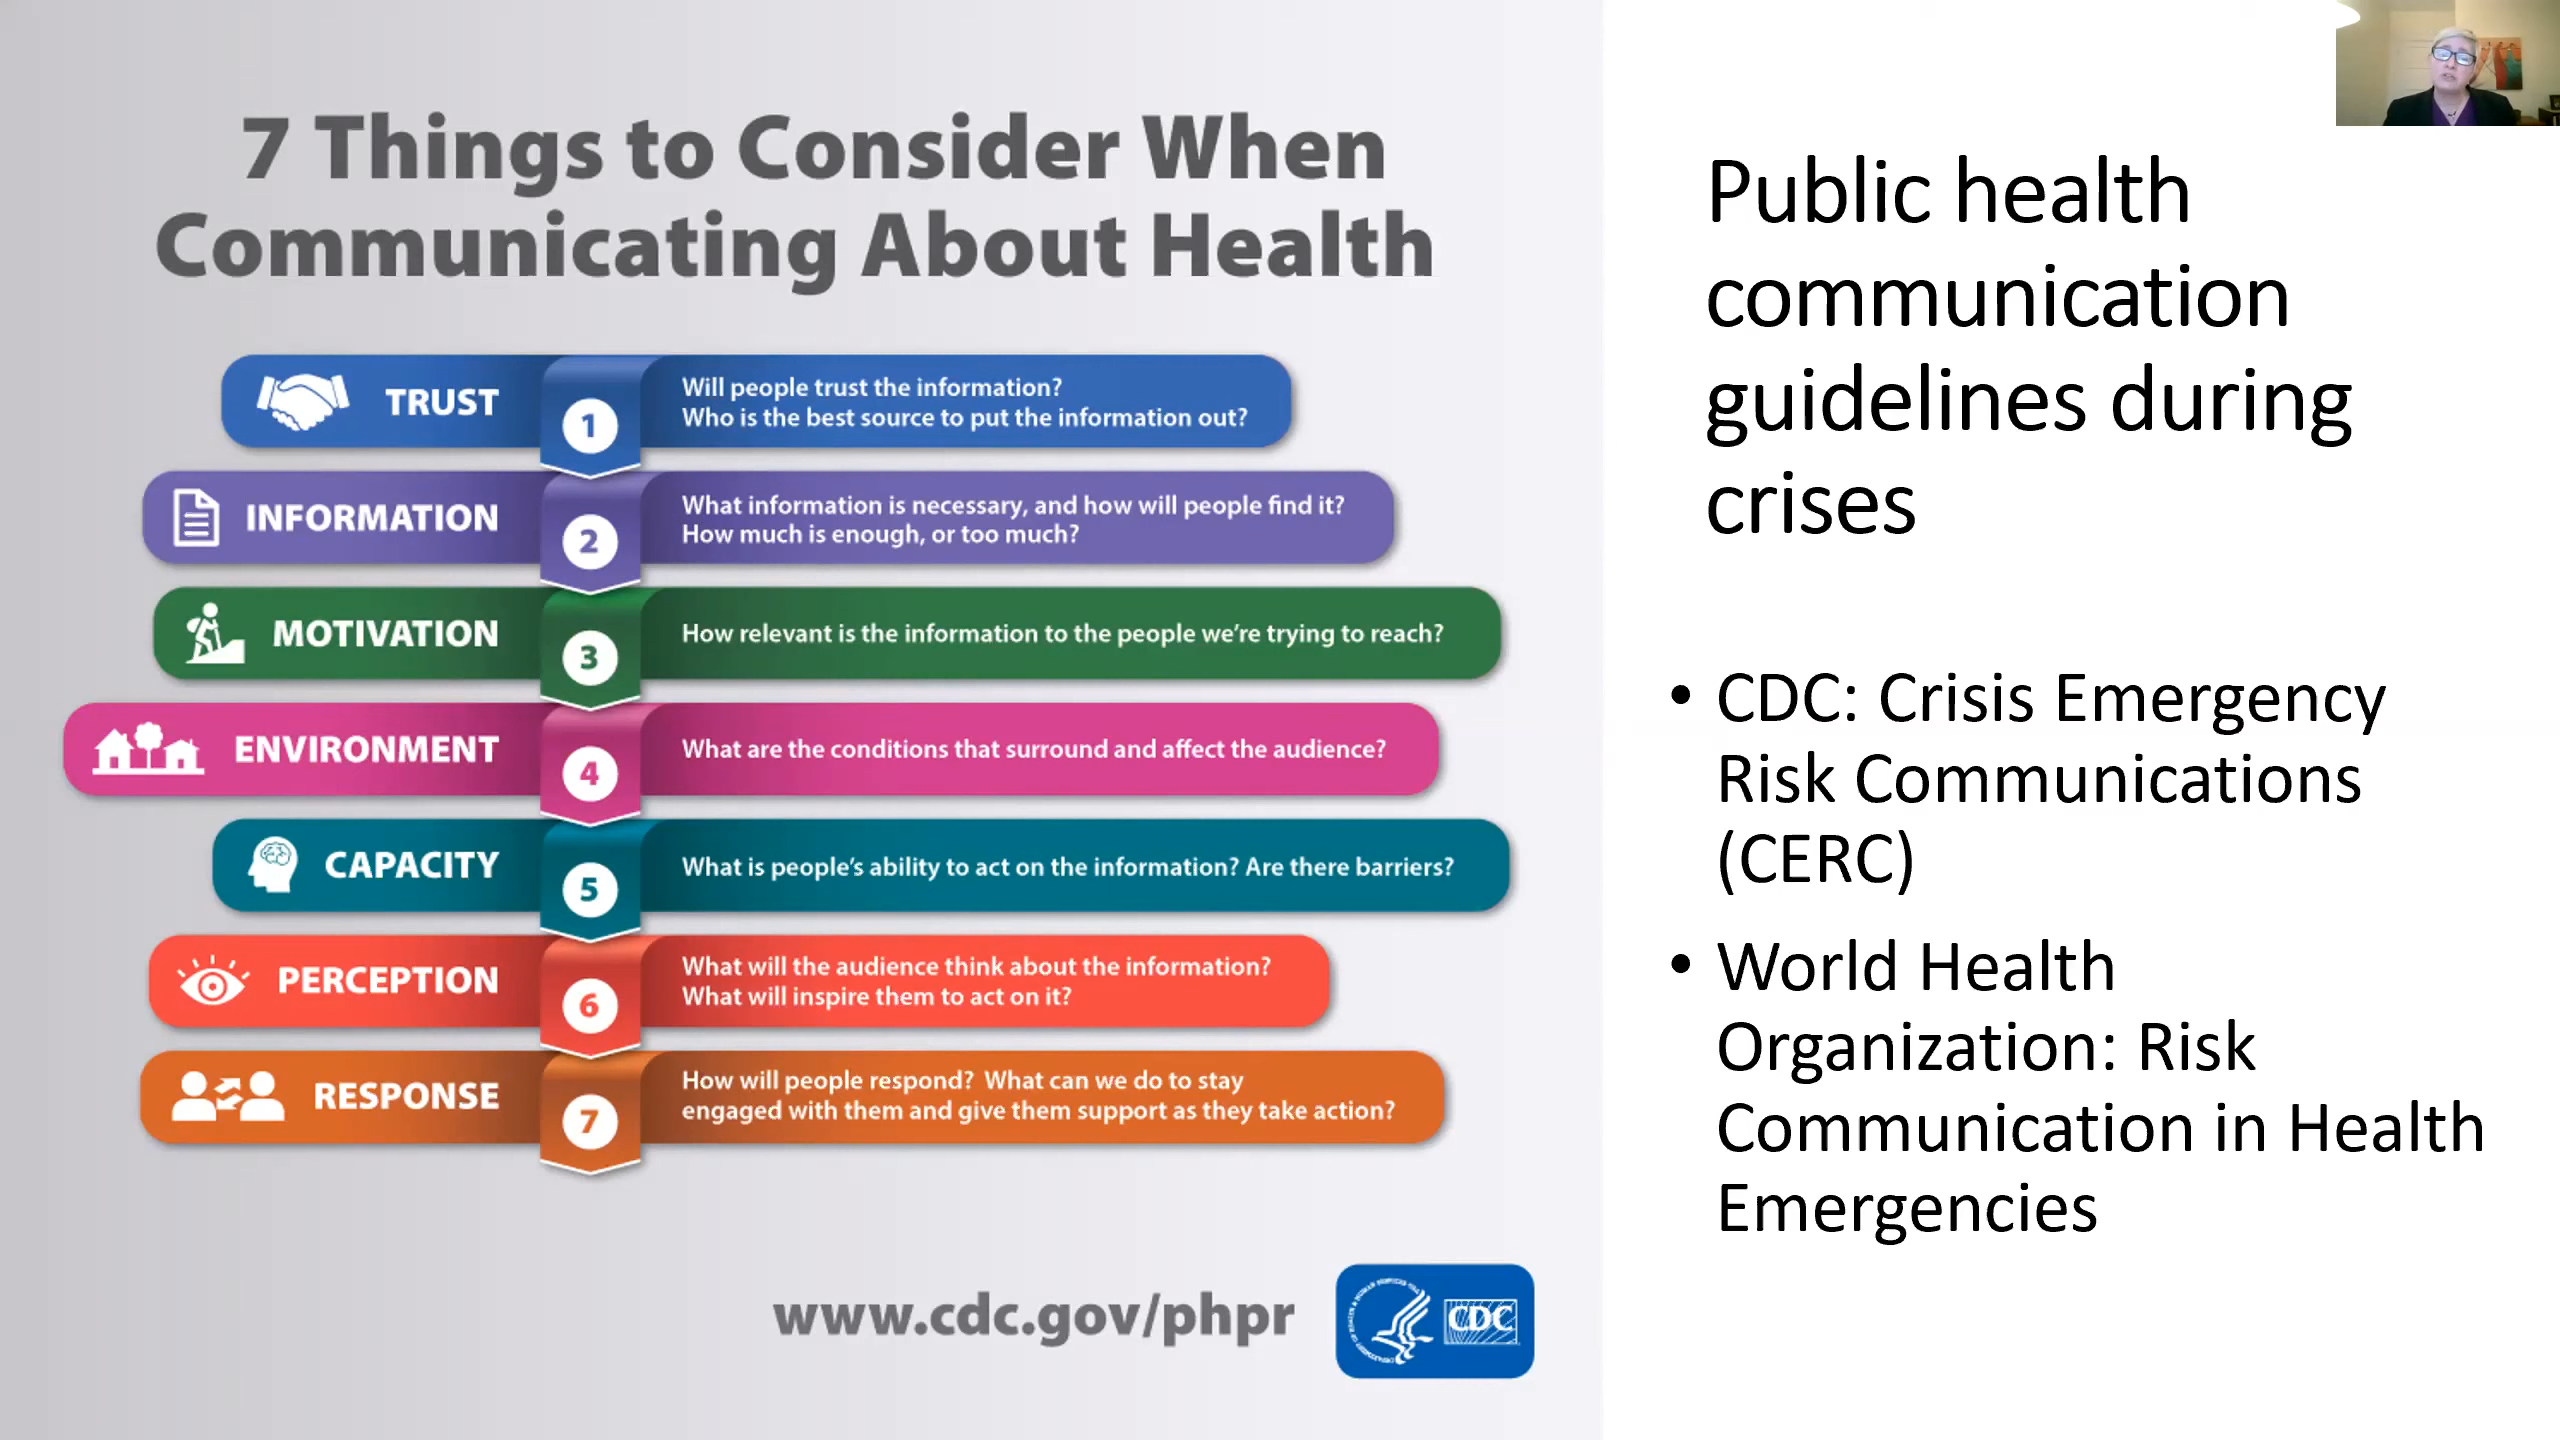 7 Things to Consider When
Communicating About Health
TRUST
1
Will people trust the information?
Who is the best source to put the information out?
INFORMATION
2
What information is necessary, and how will people find it?
How much is enough, or too much?
MOTIVATION
3
How relevant is the information to the people we're trying to reach?
ENVIRONMENT
4
What are the conditions that surround and affect the audience?
CAPACITY
5
What is people's ability to act on the information? Are there barriers?
PERCEPTION
6
What will the audience think about the information?
What will inspire them to act on it?
RESPONSE
7
How will people respond?  What can we do to stay
engaged with them and give them support as they take action?
www.cdc.gov/phpr
CDC
Public health
communication
guidelines during
crises
• CDC: Crisis Emergency
Risk Communications
(CERC)
• World Health
Organization: Risk
Communication in Health
Emergencies